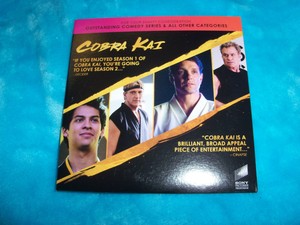 OUTSTANDING COMEDY SERIES & ALL OTHER CATEGORIES
COBRA KAI
"IF YOU ENJOYED SEASON 1 OF
COBRA KAI, YOU'RE GOING
TO LOVE SEASON 2..."
"COBRA KAI IS A
BRILLIANT, BROAD APPEAL
PIECE OF ENTERTAINMENT..."
SONY